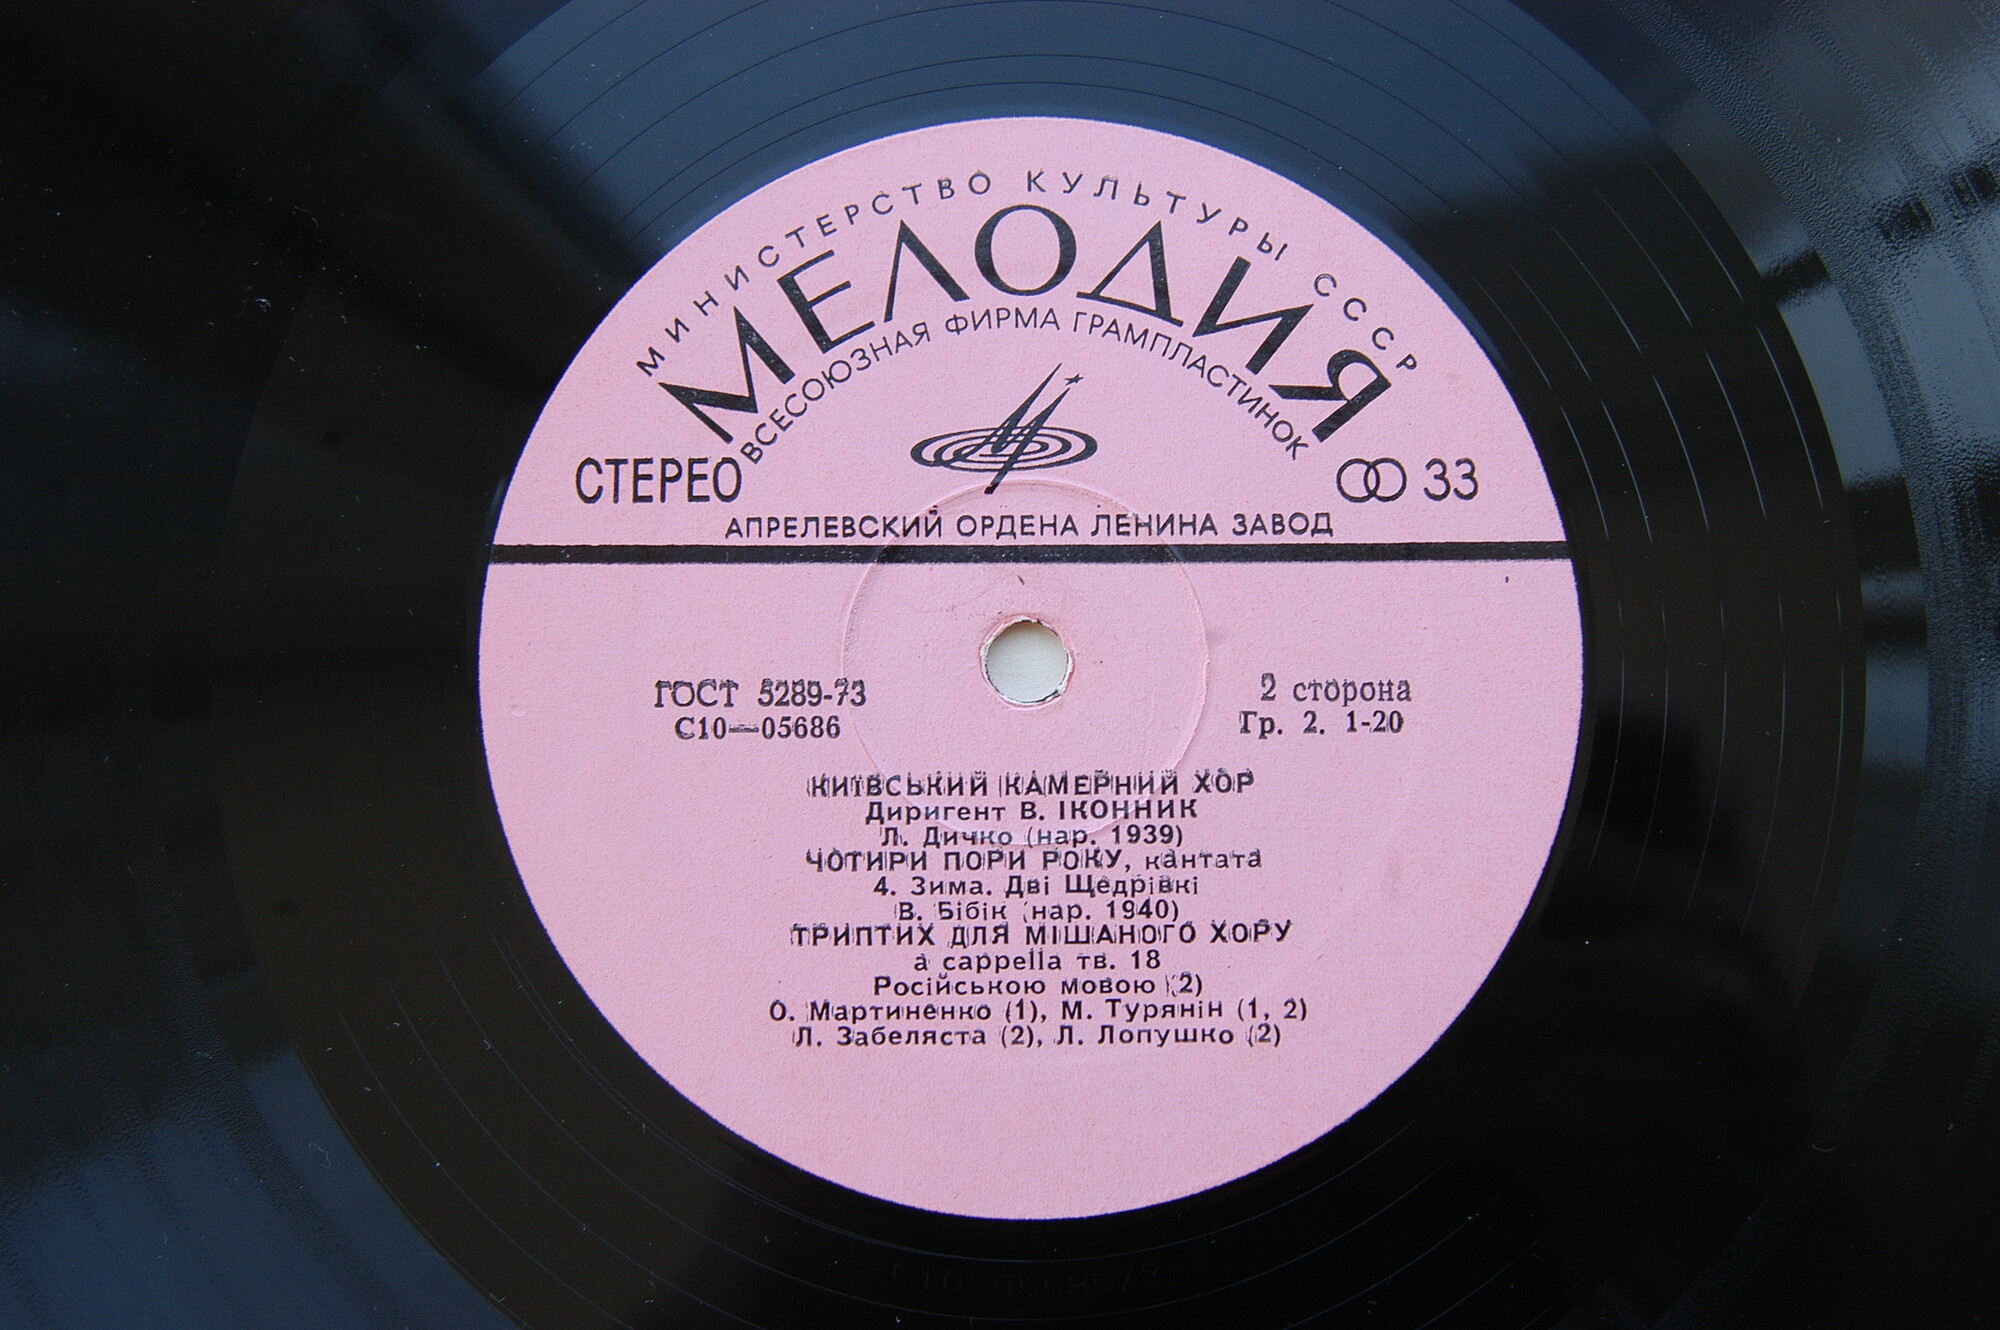 МИНИСТЕРСТВО КУЛЬТУРЫ СССР
МЕЛОДИЯ
ВСЕСОЮЗНАЯ ФИРМА ГРАМПЛАСТИНОК
СТЕРЕО
33
АПРЕЛЕВСКИЙ ОРДЕНА ЛЕНИНА ЗАВОД
ГОСТ 5289-73
С10—05686
2 сторона
Гр. 2. 1-20
КИЇВСЬКИЙ КАМЕРНИЙ ХОР
Диригент В. ІКОННИК
Л. Дичко (нар. 1939)
ЧОТИРИ ПОРИ РОКУ, кантата
4. Зима. Дві Щедрівкі
В. Бібік (нар. 1940)
ТРИПТИХ ДЛЯ МІШАНОГО ХОРУ
a cappella тв. 18
Російською мовою (2)
О. Мартиненко (1), М. Турянін (1, 2)
Л. Забеляста (2), Л. Лопушко (2)